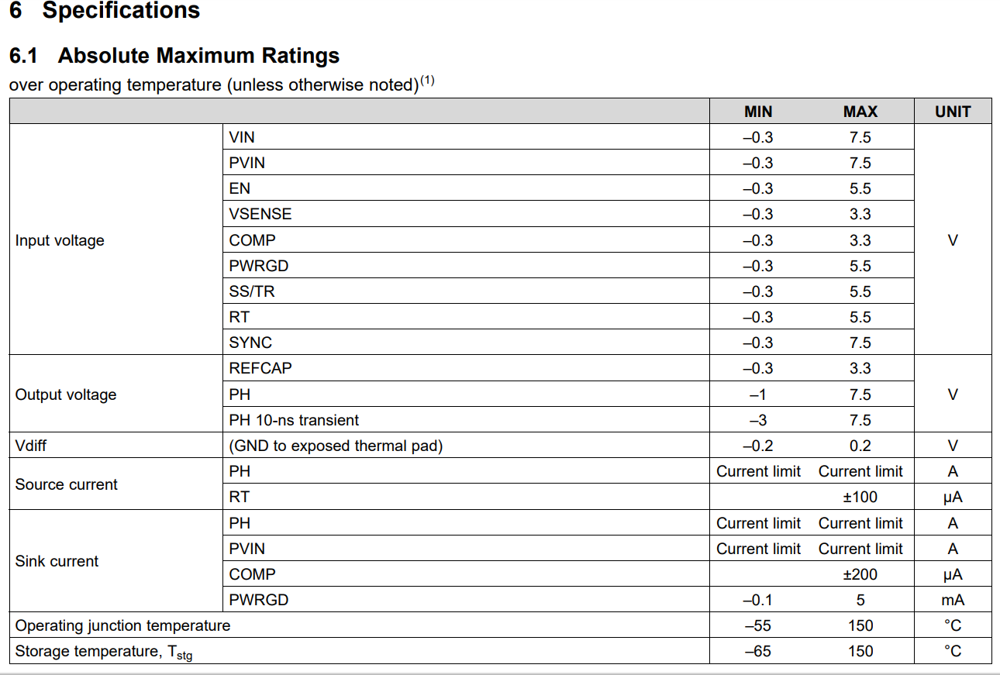 6 Specifications
6.1 Absolute Maximum Ratings
over operating temperature (unless otherwise noted)(1)
MIN MAX UNIT
Input voltage VIN –0.3 7.5 V
PVIN –0.3 7.5
EN –0.3 5.5
VSENSE –0.3 3.3
COMP –0.3 3.3
PWRGD –0.3 5.5
SS/TR –0.3 5.5
RT –0.3 5.5
SYNC –0.3 7.5
Output voltage REFCAP –0.3 3.3 V
PH –1 7.5
PH 10-ns transient –3 7.5
Vdiff (GND to exposed thermal pad) –0.2 0.2 V
Source current PH Current limit Current limit A
RT ±100 µA
Sink current PH Current limit Current limit A
PVIN Current limit Current limit A
COMP ±200 µA
PWRGD –0.1 5 mA
Operating junction temperature –55 150 °C
Storage temperature, Tstg –65 150 °C